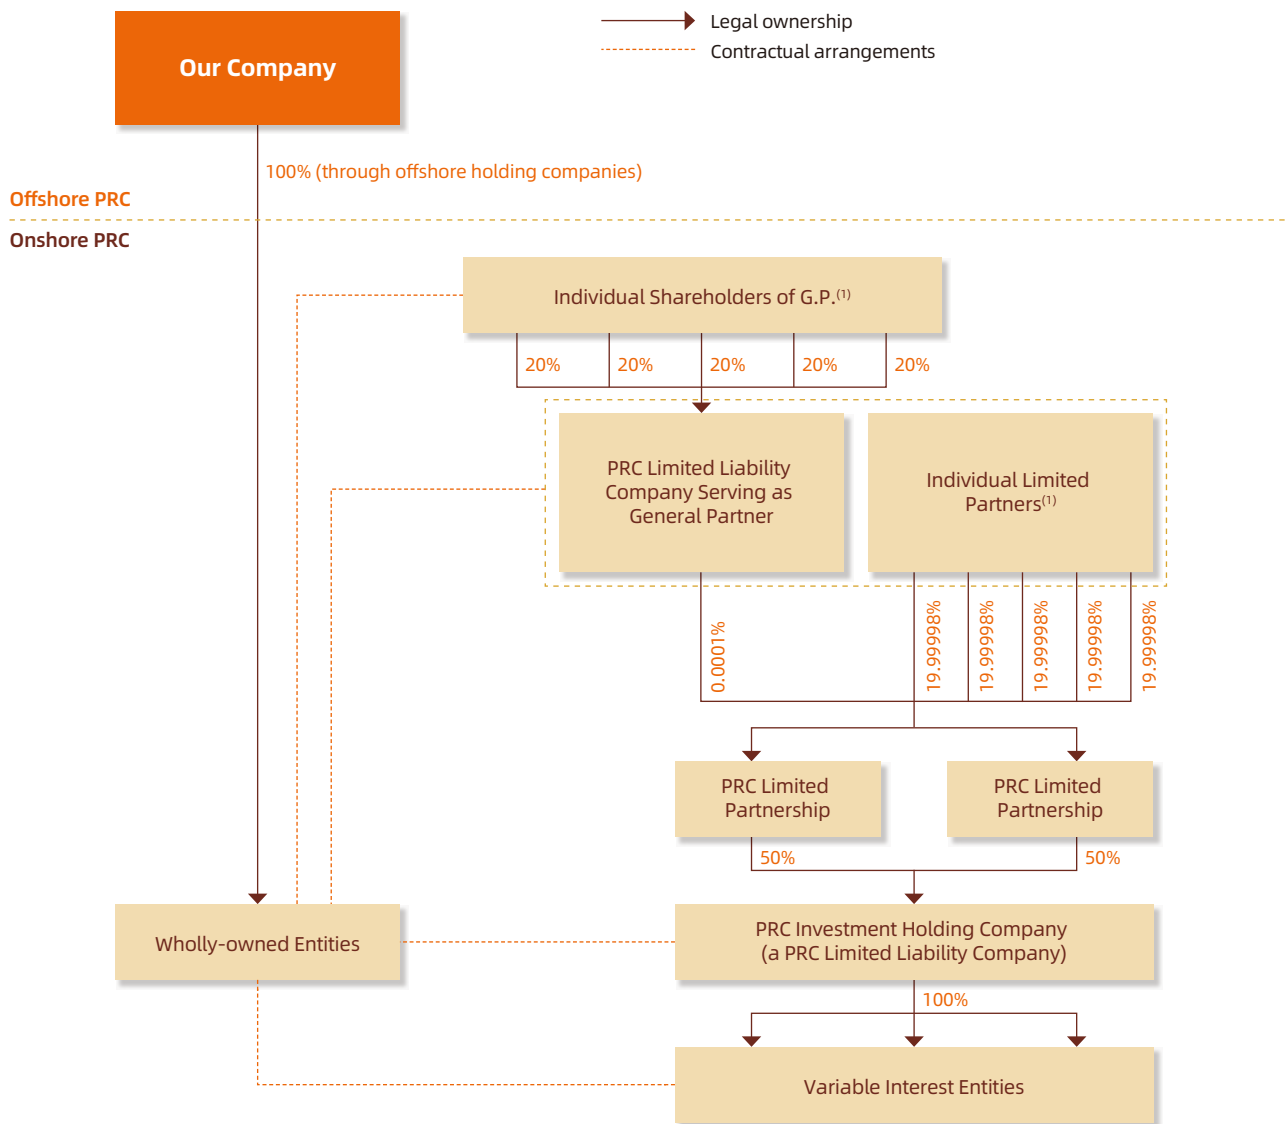 Our Company
Legal ownership
Contractual arrangements
100% (through offshore holding companies)
Offshore PRC
Onshore PRC
Individual Shareholders of G.P.(1)
20%
20%
20%
20%
20%
PRC Limited Liability
Company Serving as
General Partner
Individual Limited
Partners(1)
0.0001%
19.99998%
19.99998%
19.99998%
19.99998%
19.99998%
PRC Limited
Partnership
PRC Limited
Partnership
50%
50%
Wholly-owned Entities
PRC Investment Holding Company
(a PRC Limited Liability Company)
100%
Variable Interest Entities